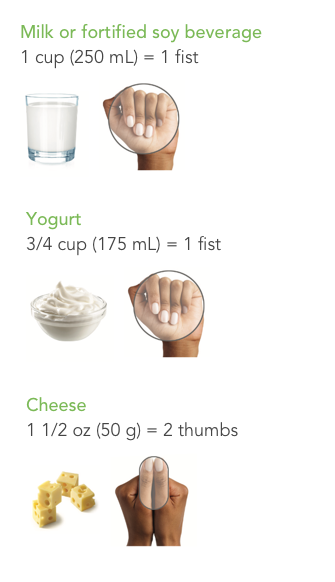 Milk or fortified soy beverage
1 cup (250 mL) = 1 fist
Yogurt
3/4 cup (175 mL) = 1 fist
Cheese
1 1/2 oz (50 g) = 2 thumbs